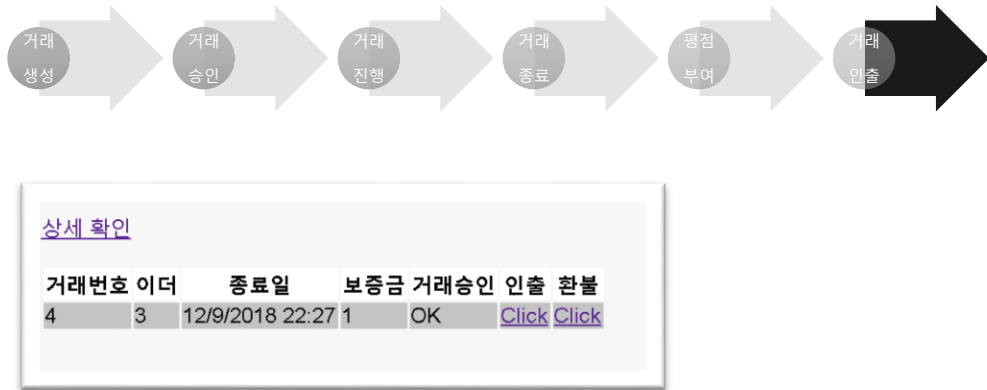 거래
생성
거래
승인
거래
진행
거래
종료
평점
부여
거래
인출
상세 확인
거래번호 이더 종료일 보증금 거래승인 인출 환불
4 3 12/9/2018 22:27 1 OK Click Click